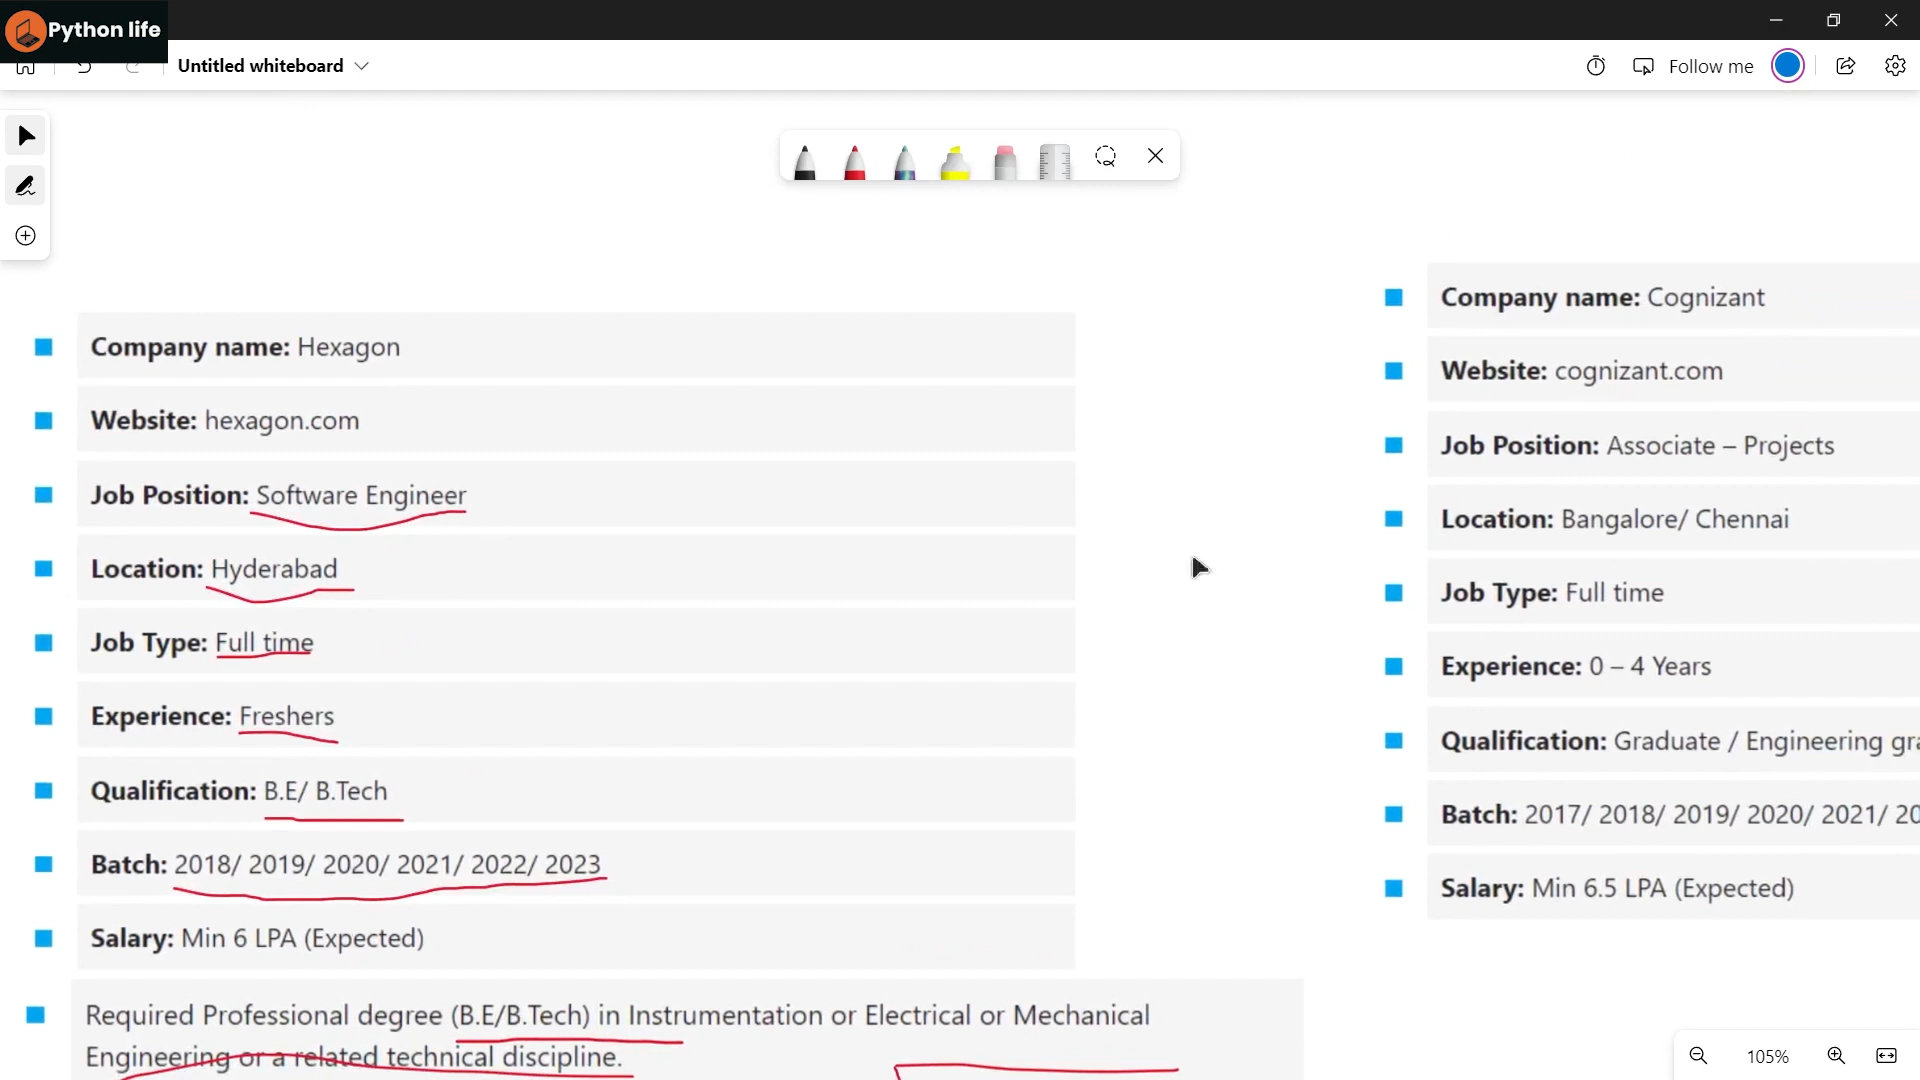 Python life
Untitled whiteboard
Follow me
Company name: Hexagon
Website: hexagon.com
Job Position: Software Engineer
Location: Hyderabad
Job Type: Full time
Experience: Freshers
Qualification: B.E/ B.Tech
Batch: 2018/ 2019/ 2020/ 2021/ 2022/ 2023
Salary: Min 6 LPA (Expected)
Required Professional degree (B.E/B.Tech) in Instrumentation or Electrical or Mechanical
Engineering or a related technical discipline.
Company name: Cognizant
Website: cognizant.com
Job Position: Associate – Projects
Location: Bangalore/ Chennai
Job Type: Full time
Experience: 0 – 4 Years
Qualification: Graduate / Engineering gra
Batch: 2017/ 2018/ 2019/ 2020/ 2021/ 20
Salary: Min 6.5 LPA (Expected)
105%